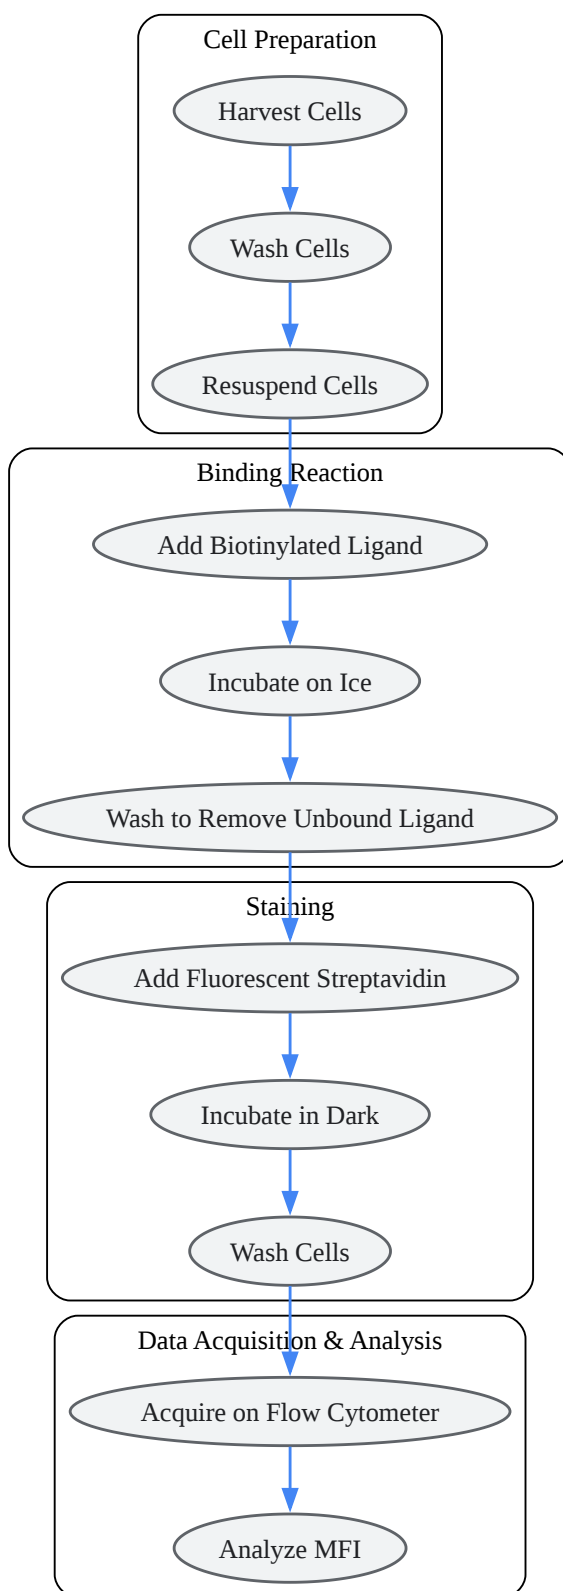 Cell Preparation
Harvest Cells
Wash Cells
Resuspend Cells
Binding Reaction
Add Biotinylated Ligand
Incubate on Ice
Wash to Remove Unbound Ligand
Staining
Add Fluorescent Streptavidin
Incubate in Dark
Wash Cells
Data Acquisition & Analysis
Acquire on Flow Cytometer
Analyze MFI